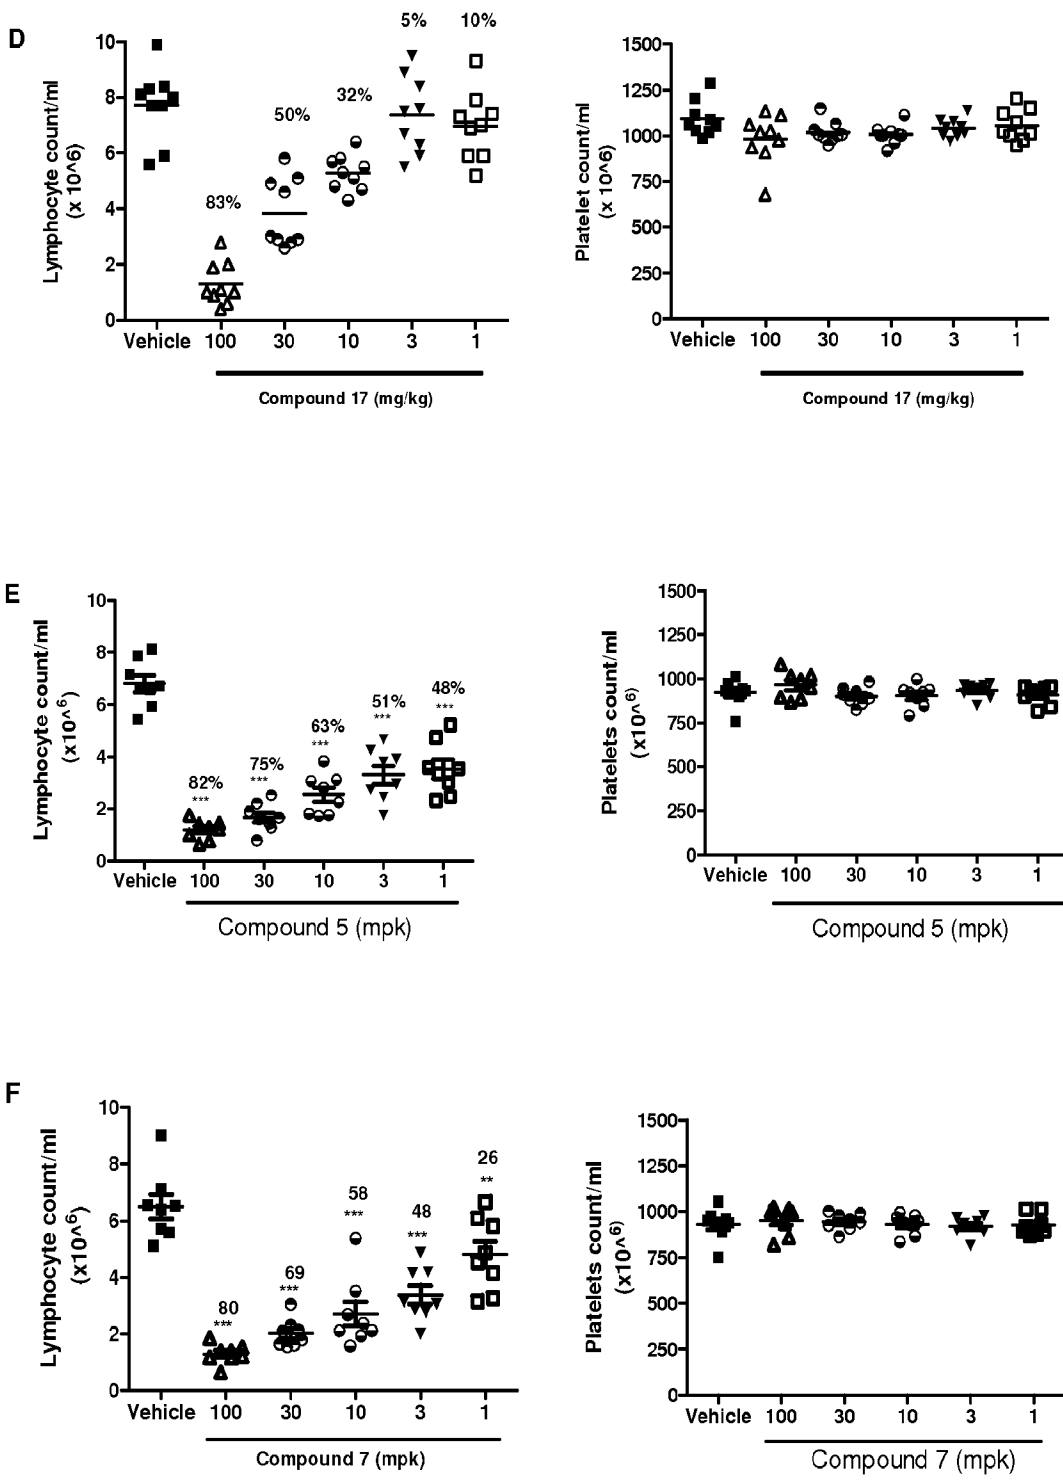 D
Lymphocyte count/ml
(x 10^6)
10
8
6
4
2
0
83%
50%
32%
5%
10%
Vehicle 100 30 10 3 1
Compound 17 (mg/kg)
Platelet count/ml
(x 10^6)
1500
1250
1000
750
500
250
0
Vehicle 100 30 10 3 1
Compound 17 (mg/kg)
E
Lymphocyte count/ml
(x10^6)
10
8
6
4
2
0
82%
***
75%
***
63%
***
51%
***
48%
***
Vehicle 100 30 10 3 1
Compound 5 (mpk)
Platelets count/ml
(x10^6)
1500
1250
1000
750
500
250
0
Vehicle 100 30 10 3 1
Compound 5 (mpk)
F
Lymphocyte count/ml
(x10^6)
10
8
6
4
2
0
80
***
69
***
58
***
48
***
26
**
Vehicle 100 30 10 3 1
Compound 7 (mpk)
Platelets count/ml
(x10^6)
1500
1250
1000
750
500
250
0
Vehicle 100 30 10 3 1
Compound 7 (mpk)